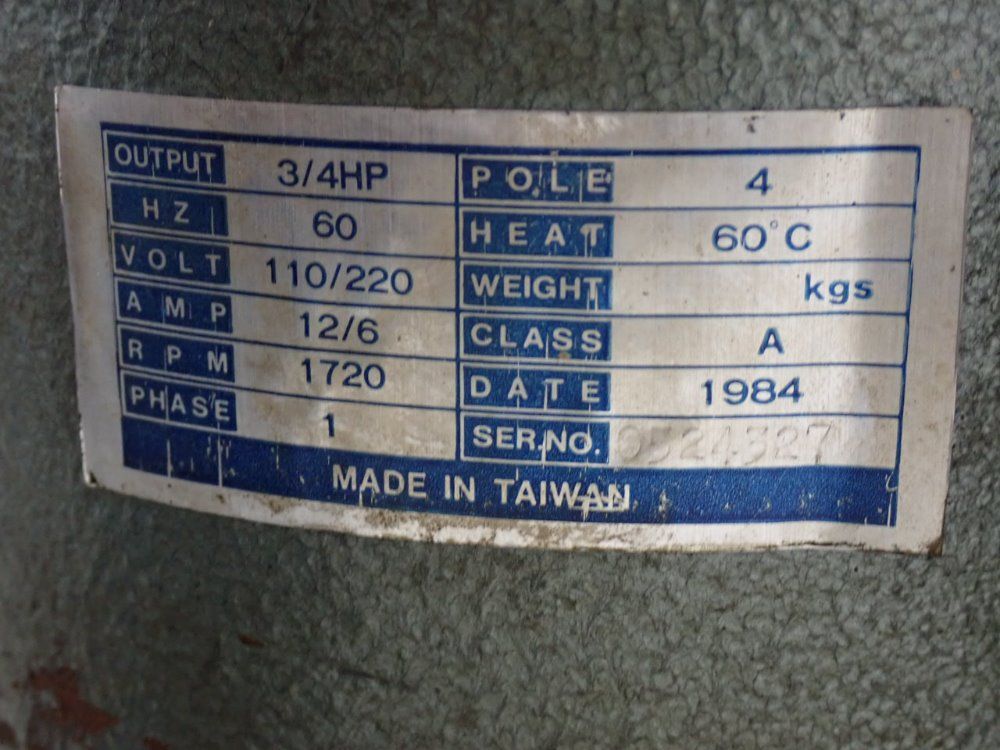 OUTPUT 3/4HP POLE 4
HZ 60 HEAT 60°C
VOLT 110/220 WEIGHT kgs
AMP 12/6 CLASS A
RPM 1720 DATE 1984
PHASE 1 SER.NO.
MADE IN TAIWAN